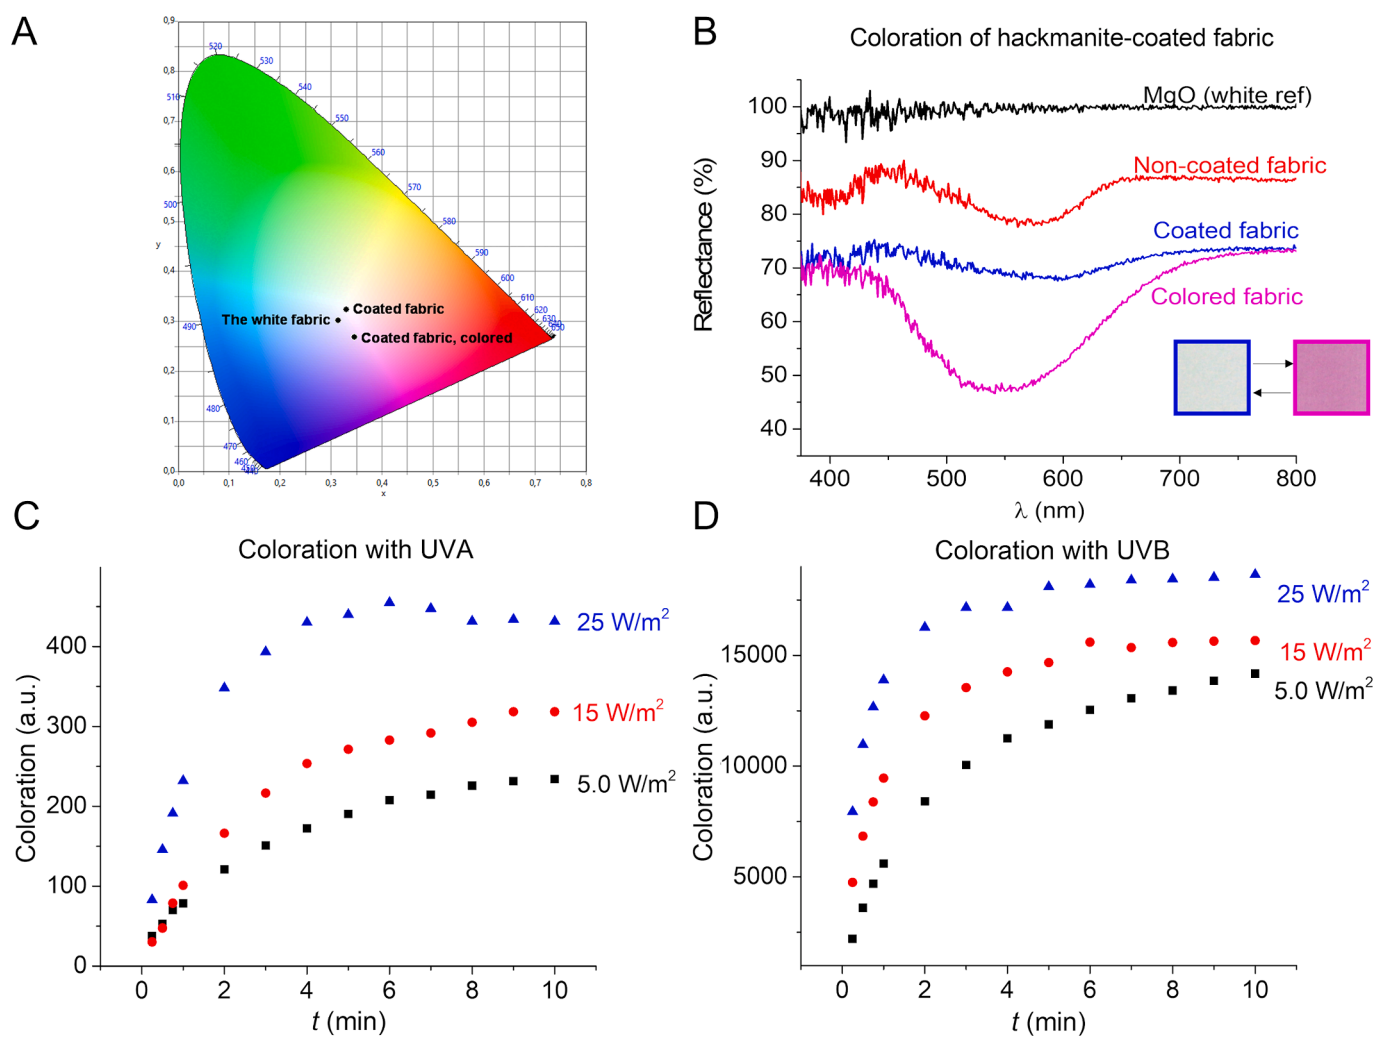 A
0,9
0,8
0,7
0,6
0,5
y
0,4
0,3
0,2
0,1
0,0
0,0 0,1 0,2 0,3 0,4 0,5 0,6 0,7 0,8
x
520
530
540
550
560
570
580
590
600
610
620
630
510
500
490
480
470
460
Coated fabric
The white fabric
Coated fabric, colored
B
Coloration of hackmanite-coated fabric
Reflectance (%)
100
90
80
70
60
50
40
MgO (white ref)
Non-coated fabric
Coated fabric
Colored fabric
400 500 600 700 800
λ (nm)
C
Coloration with UVA
Coloration (a.u.)
400
300
200
100
0
25 W/m²
15 W/m²
5.0 W/m²
0 2 4 6 8 10
t (min)
D
Coloration with UVB
Coloration (a.u.)
15000
10000
5000
25 W/m²
15 W/m²
5.0 W/m²
0 2 4 6 8 10
t (min)